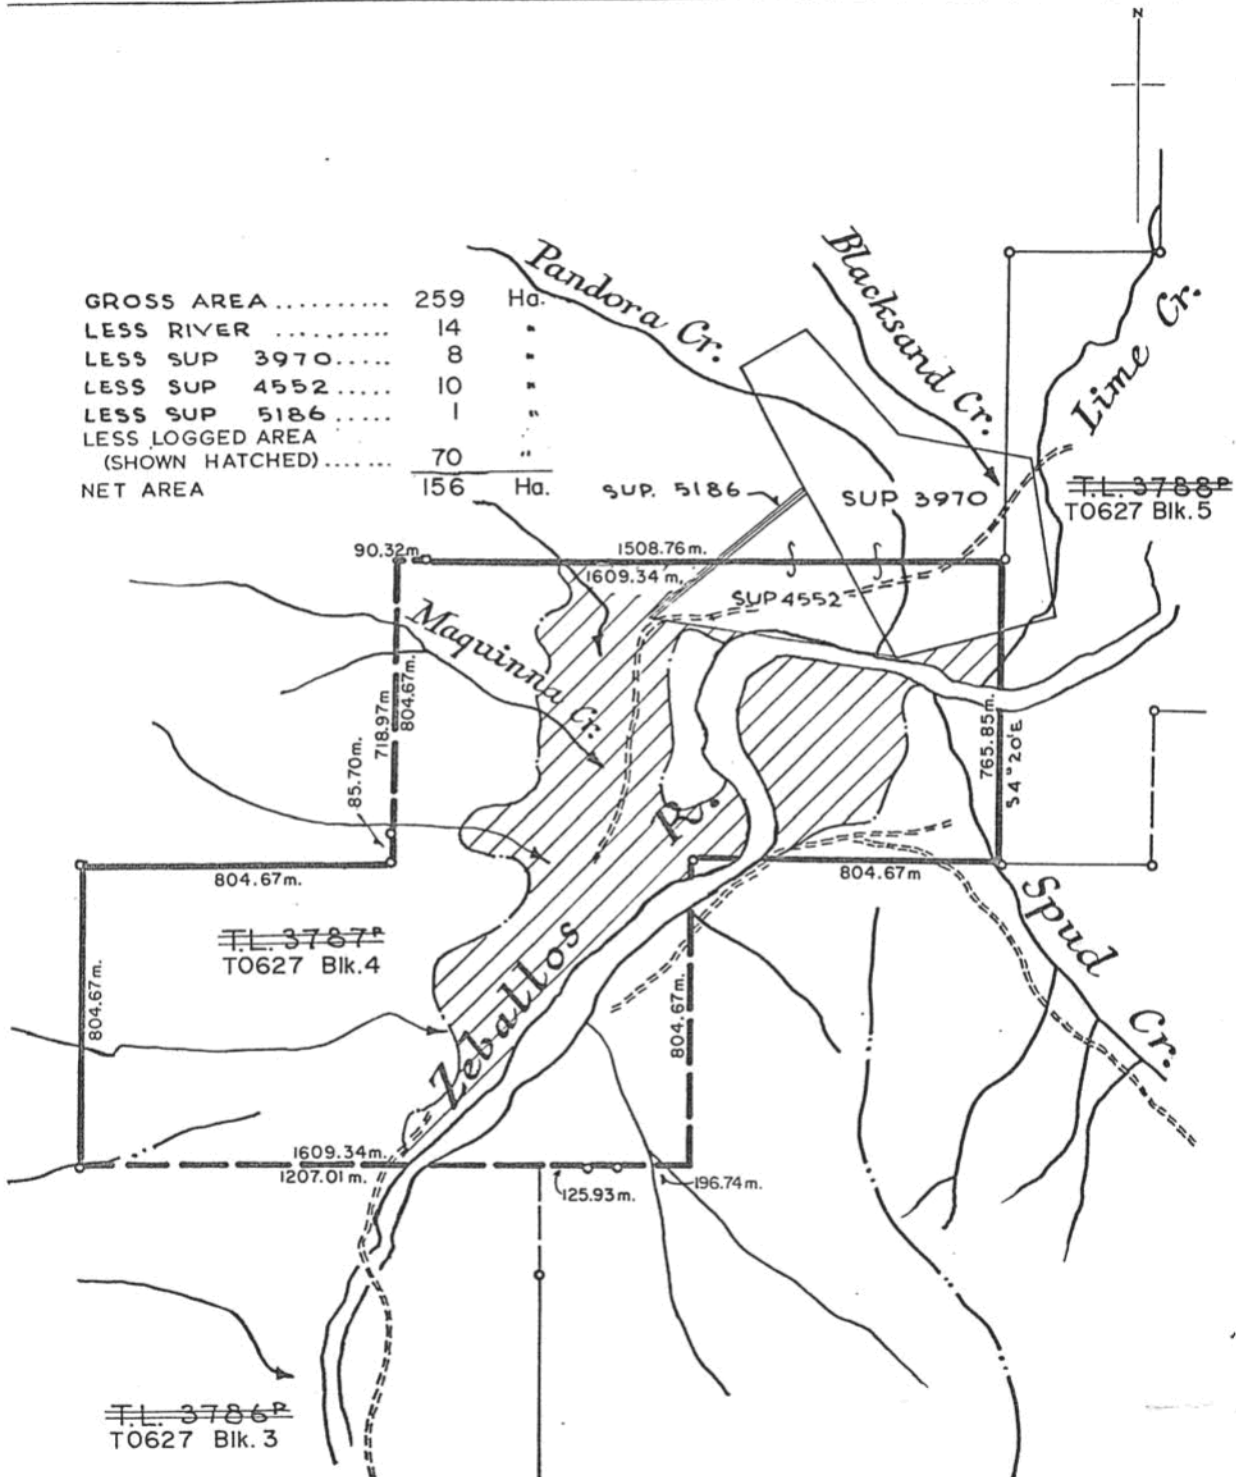 N
Pandora Cr.
Blacksand Cr.
Lime Cr.
GROSS AREA .......... 259 Ha.
LESS RIVER .......... 14 "
LESS SUP 3970..... 8 "
LESS SUP 4552..... 10 "
LESS SUP 5186..... 1 "
LESS LOGGED AREA
(SHOWN HATCHED)...... 70 "
NET AREA 156 Ha.
SUP. 5186
SUP 3970
T.L. 3788P
T0627 Blk.5
90.32m.
1508.76m.
1609.34 m.
SUP 4552
Maquinna Cr.
718.97m
804.67m.
85.70m.
765.85m.
S4°20'E
804.67m.
804.67m
T.L. 3787P
T0627 Blk.4
Zeballos R.
Spud Cr.
804.67m.
804.67m.
1609.34m.
1207.01m.
125.93m.
196.74m.
T.L. 3786P
T0627 Blk. 3